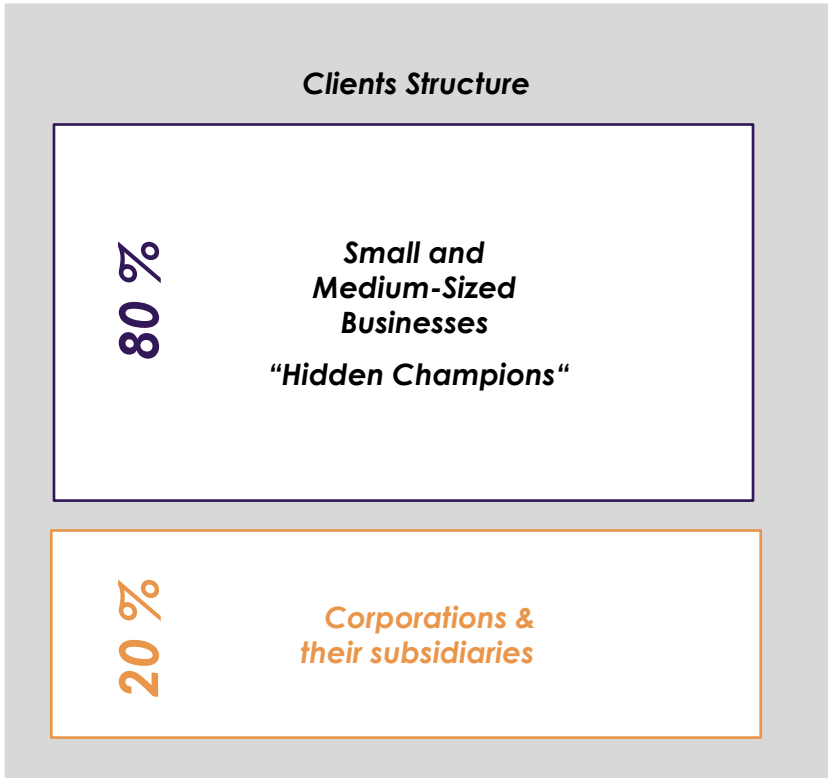 Clients Structure
80 %
Small and
Medium-Sized
Businesses
“Hidden Champions“
20 %
Corporations &
their subsidiaries